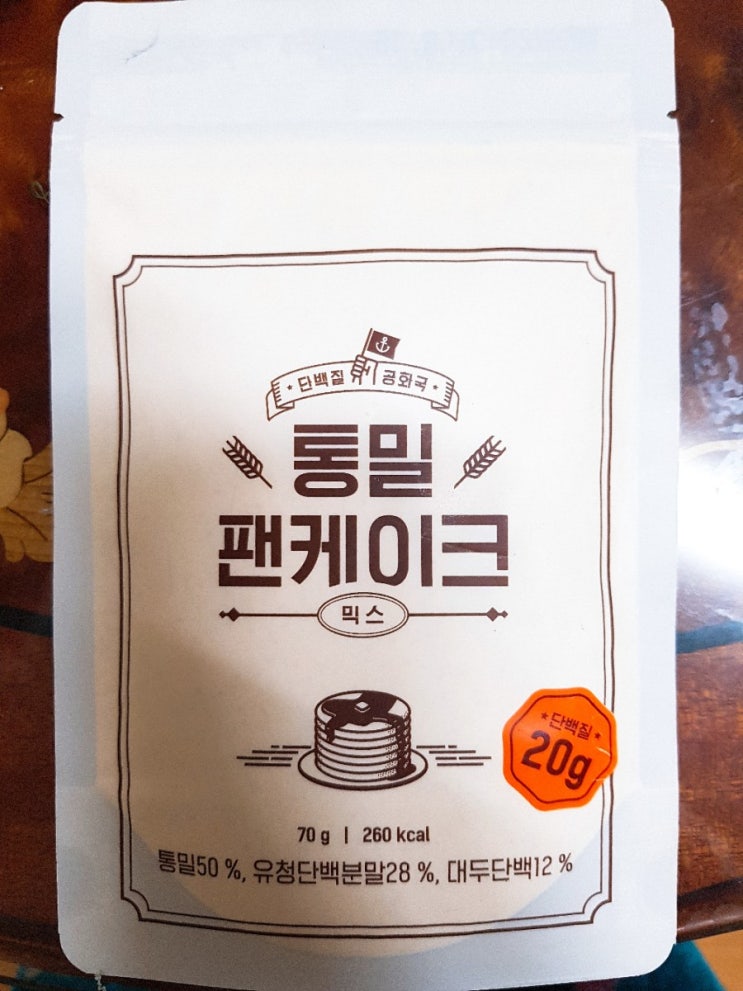 단백질 공화국
통밀
팬케이크
믹스
단백질
20g
70 g | 260 kcal
통밀50 %, 유청단백분말28 %, 대두단백12 %